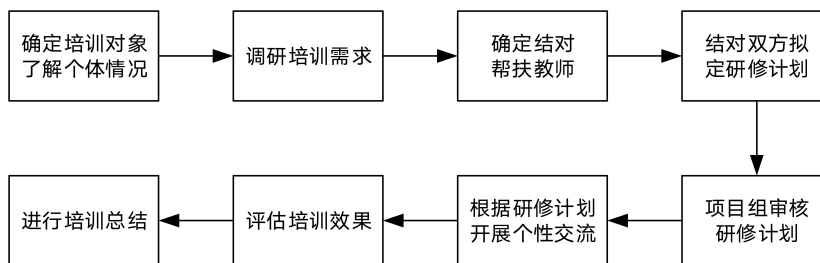 确定培训对象
了解个体情况
调研培训需求
确定结对
帮扶教师
结对双方拟
定研修计划
项目组审核
研修计划
根据研修计划
开展个性交流
评估培训效果
进行培训总结